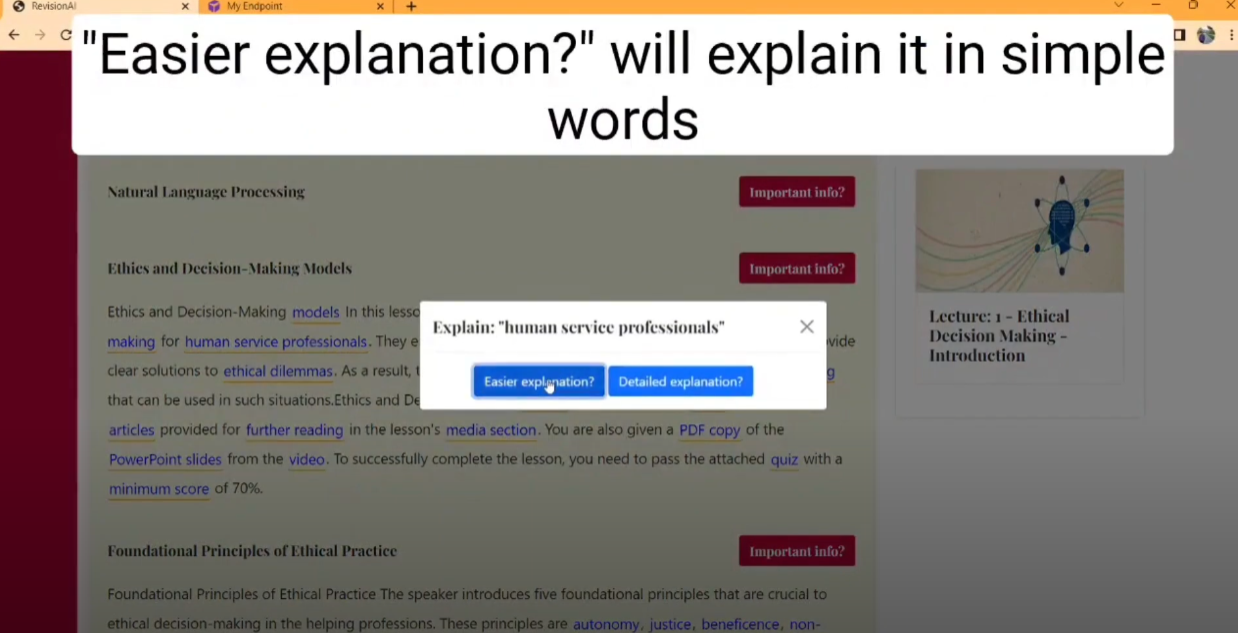 RevisionAI
My Endpoint
"Easier explanation?" will explain it in simple
words
Natural Language Processing
Important info?
Ethics and Decision-Making Models
Important info?
Ethics and Decision-Making models In this lesso
making for human service professionals. They e
vide
clear solutions to ethical dilemmas. As a result, t
g
that can be used in such situations.Ethics and De
articles provided for further reading in the lesson's media section. You are also given a PDF copy of the
PowerPoint slides from the video. To successfully complete the lesson, you need to pass the attached quiz with a
minimum score of 70%.
Explain: "human service professionals"
Easier explanation?
Detailed explanation?
Foundational Principles of Ethical Practice
Important info?
Foundational Principles of Ethical Practice The speaker introduces five foundational principles that are crucial to
ethical decision-making in the helping professions. These principles are autonomy, justice, beneficence, non-
Lecture: 1 - Ethical
Decision Making -
Introduction